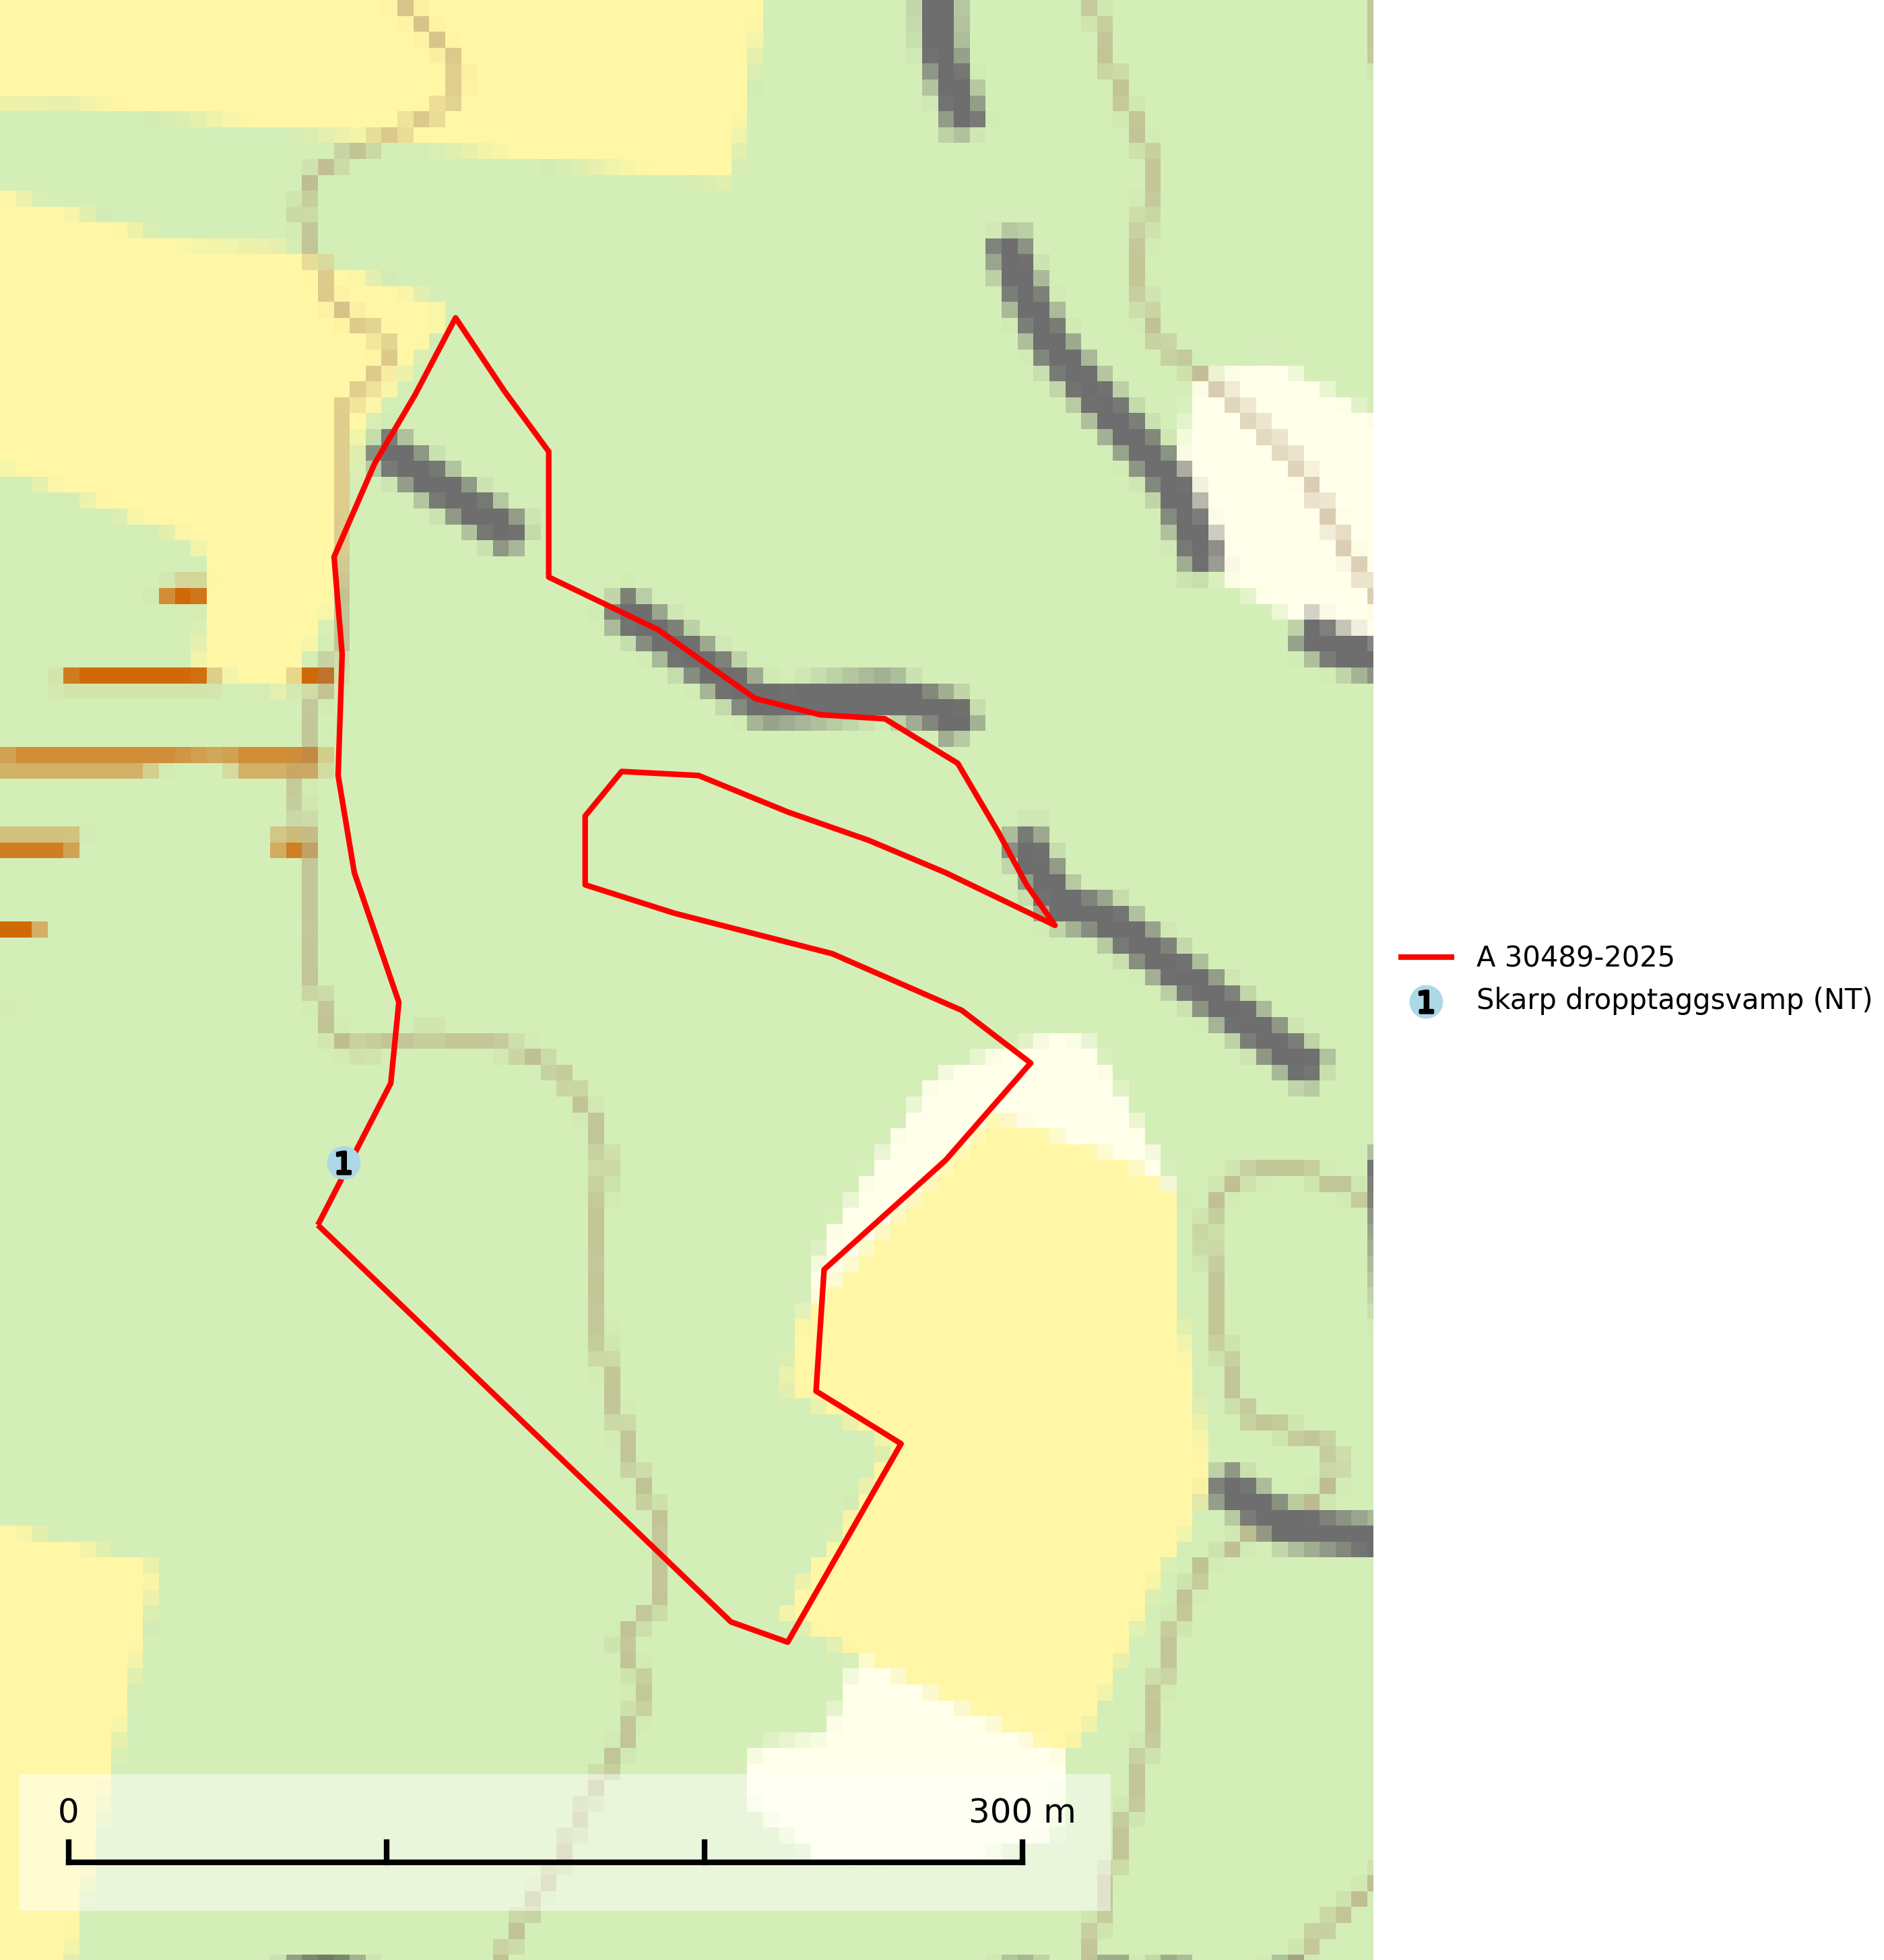 A 30489-2025
1 Skarp dropptaggsvamp (NT)
1
0 300 m